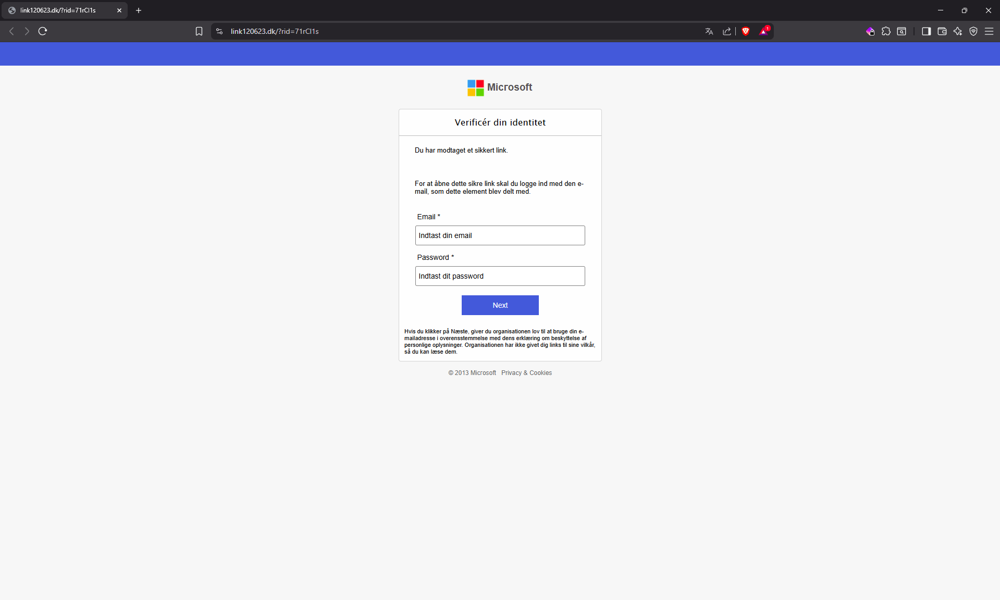 link120623.dk/?rid=71rCl1s
link120623.dk/?rid=71rCl1s
1
Microsoft
Verificér din identitet
Du har modtaget et sikkert link.
For at åbne dette sikre link skal du logge ind med den e-
mail, som dette element blev delt med.
Email *
Indtast din email
Password *
Indtast dit password
Next
Hvis du klikker på Næste, giver du organisationen lov til at bruge din e-
mailadresse i overensstemmelse med dens erklæring om beskyttelse af
personlige oplysninger. Organisationen har ikke givet dig links til sine vilkår,
så du kan læse dem.
© 2013 Microsoft Privacy & Cookies